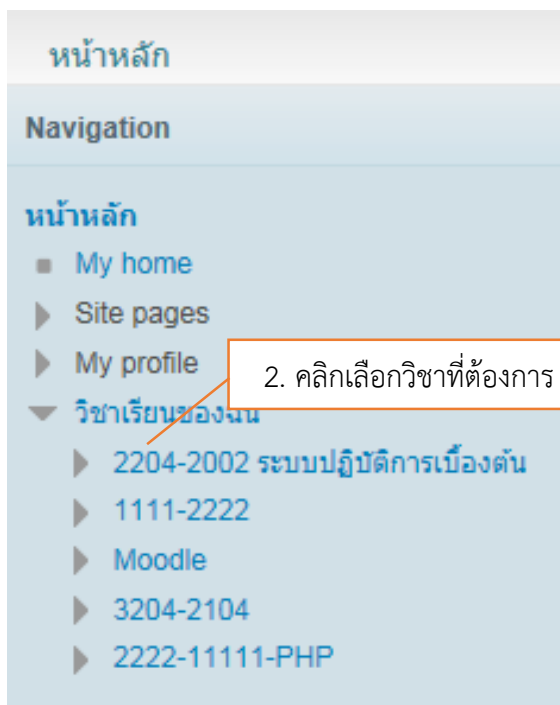 หน้าหลัก
Navigation
หน้าหลัก
My home
Site pages
My profile
2. คลิกเลือกวิชาที่ต้องการ
วิชาเรียนของฉัน
2204-2002 ระบบปฏิบัติการเบื้องต้น
1111-2222
Moodle
3204-2104
2222-11111-PHP